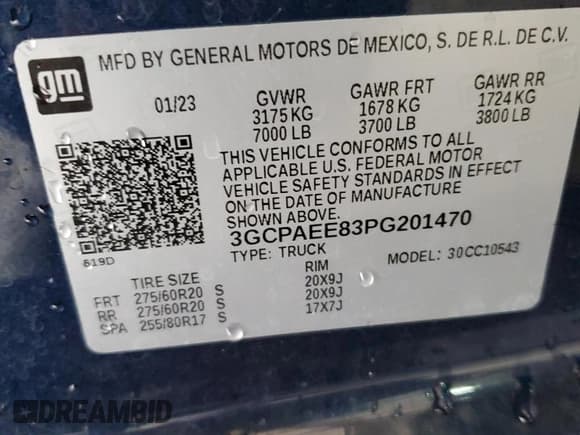 gm
MFD BY GENERAL MOTORS DE MEXICO, S. DE R.L. DE C.V.
01/23 GVWR GAWR FRT GAWR RR
3175 KG 1678 KG 1724 KG
7000 LB 3700 LB 3800 LB
THIS VEHICLE CONFORMS TO ALL
APPLICABLE U.S. FEDERAL MOTOR
VEHICLE SAFETY STANDARDS IN EFFECT
ON THE DATE OF MANUFACTURE
SHOWN ABOVE.
3GCPAEE83PG201470
619D TYPE: TRUCK MODEL: 30CC10543
TIRE SIZE RIM
FRT 275/60R20 S 20X9J
RR 275/60R20 S 20X9J
SPA 255/80R17 S 17X7J
DREAMBID